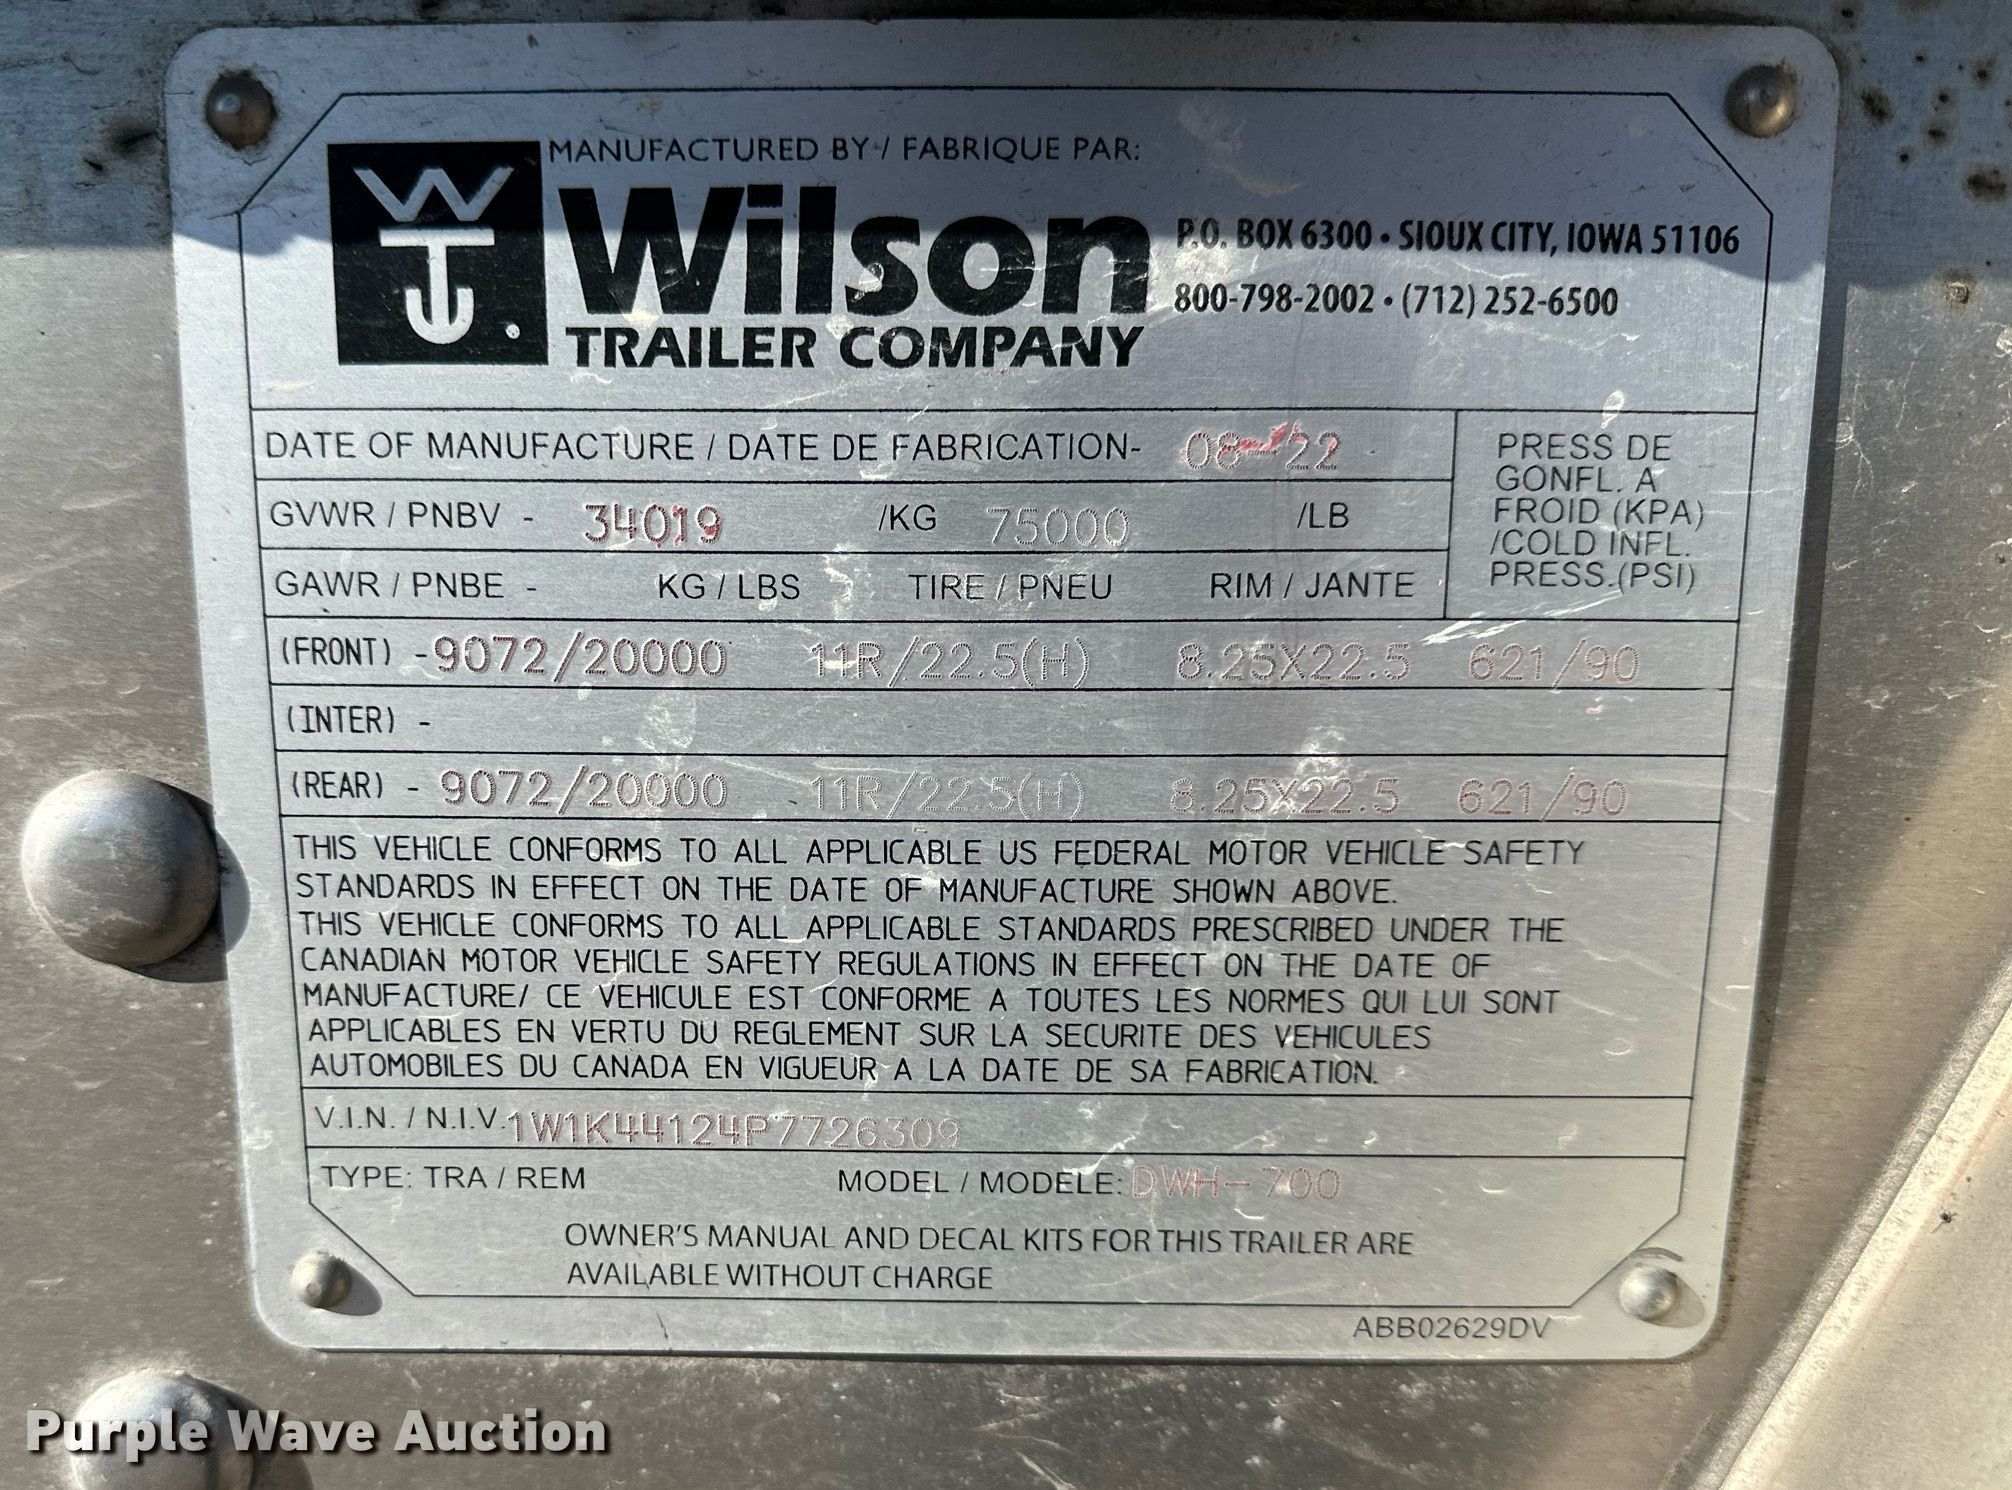 MANUFACTURED BY / FABRIQUE PAR:
WT.
Wilson
TRAILER COMPANY
P.O. BOX 6300 • SIOUX CITY, IOWA 51106
800-798-2002 • (712) 252-6500
DATE OF MANUFACTURE / DATE DE FABRICATION- 08-22
GVWR / PNBV - 34019 /KG 75000 /LB
PRESS DE
GONFL. A
FROID (KPA)
/COLD INFL.
PRESS.(PSI)
GAWR / PNBE - KG / LBS TIRE / PNEU RIM / JANTE
(FRONT) - 9072/20000 11R/22.5(H) 8.25X22.5 621/90
(INTER) -
(REAR) - 9072/20000 11R/22.5(H) 8.25X22.5 621/90
THIS VEHICLE CONFORMS TO ALL APPLICABLE US FEDERAL MOTOR VEHICLE SAFETY
STANDARDS IN EFFECT ON THE DATE OF MANUFACTURE SHOWN ABOVE.
THIS VEHICLE CONFORMS TO ALL APPLICABLE STANDARDS PRESCRIBED UNDER THE
CANADIAN MOTOR VEHICLE SAFETY REGULATIONS IN EFFECT ON THE DATE OF
MANUFACTURE/ CE VEHICULE EST CONFORME A TOUTES LES NORMES QUI LUI SONT
APPLICABLES EN VERTU DU REGLEMENT SUR LA SECURITE DES VEHICULES
AUTOMOBILES DU CANADA EN VIGUEUR A LA DATE DE SA FABRICATION.
V.I.N. / N.I.V. 1W1K44124P7726309
TYPE: TRA / REM MODEL / MODELE: DWH-700
OWNER'S MANUAL AND DECAL KITS FOR THIS TRAILER ARE
AVAILABLE WITHOUT CHARGE
ABB02629DV
Purple Wave Auction